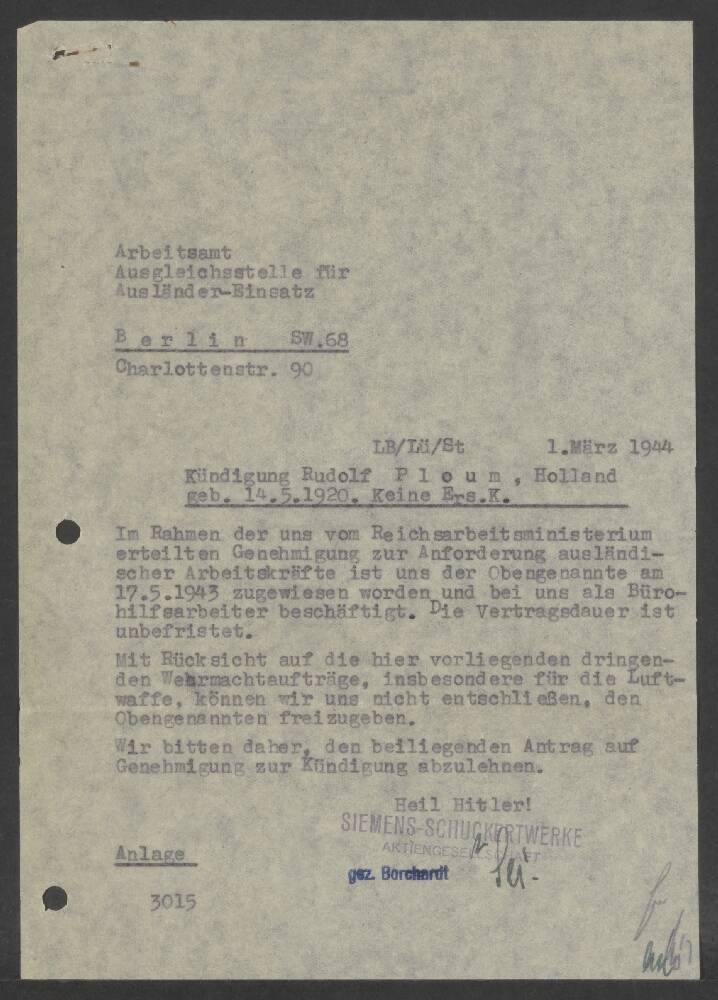 Arbeitsamt
Ausgleichsstelle für
Ausländer-Einsatz
Berlin SW.68
Charlottenstr. 90
LB/Lü/St 1.März 1944
Kündigung Rudolf Ploum, Holland
geb. 14.5.1920. Keine Ers.K.
Im Rahmen der uns vom Reichsarbeitsministerium
erteilten Genehmigung zur Anforderung ausländi-
scher Arbeitskräfte ist uns der Obengenannte am
17.5.1943 zugewiesen worden und bei uns als Büro-
hilfsarbeiter beschäftigt. Die Vertragsdauer ist
unbefristet.
Mit Rücksicht auf die hier vorliegenden dringen-
den Wehrmachtaufträge, insbesondere für die Luft-
waffe, können wir uns nicht entschließen, den
Obengenannten freizugeben.
Wir bitten daher, den beiliegenden Antrag auf
Genehmigung zur Kündigung abzulehnen.
Heil Hitler!
SIEMENS-SCHUCKERTWERKE
AKTIENGESELLSCHAFT
gez. Borchardt
Anlage
3015